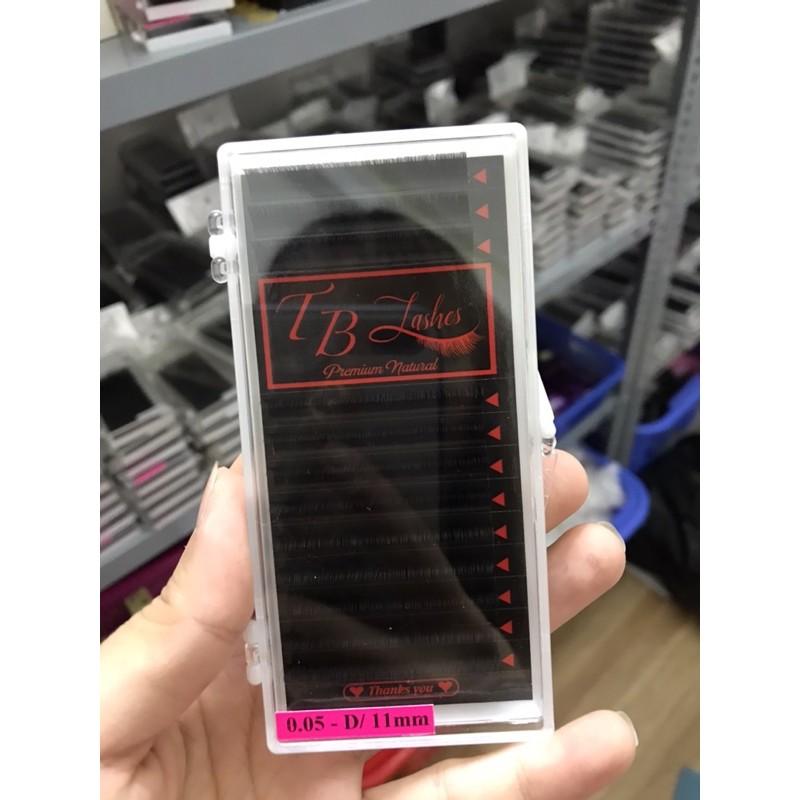 TB Lashes
Premium Natural
Thanks you
0.05 - D/ 11mm